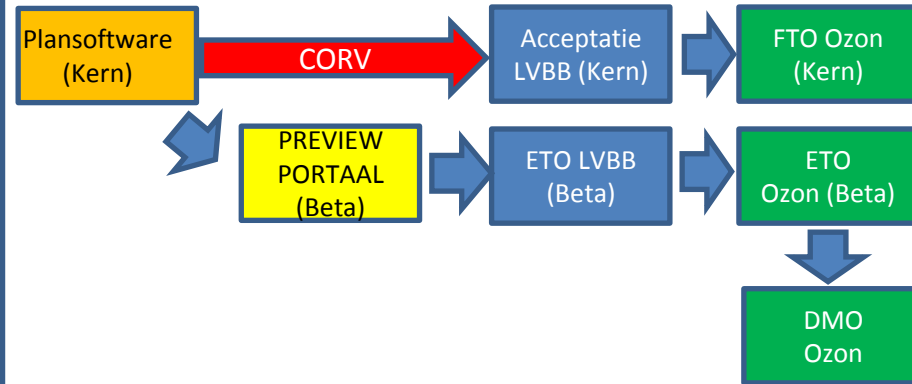 Plansoftware
(Kern)
CORV
Acceptatie
LVBB (Kern)
FTO Ozon
(Kern)
PREVIEW
PORTAAL
(Beta)
ETO LVBB
(Beta)
ETO
Ozon (Beta)
DMO
Ozon